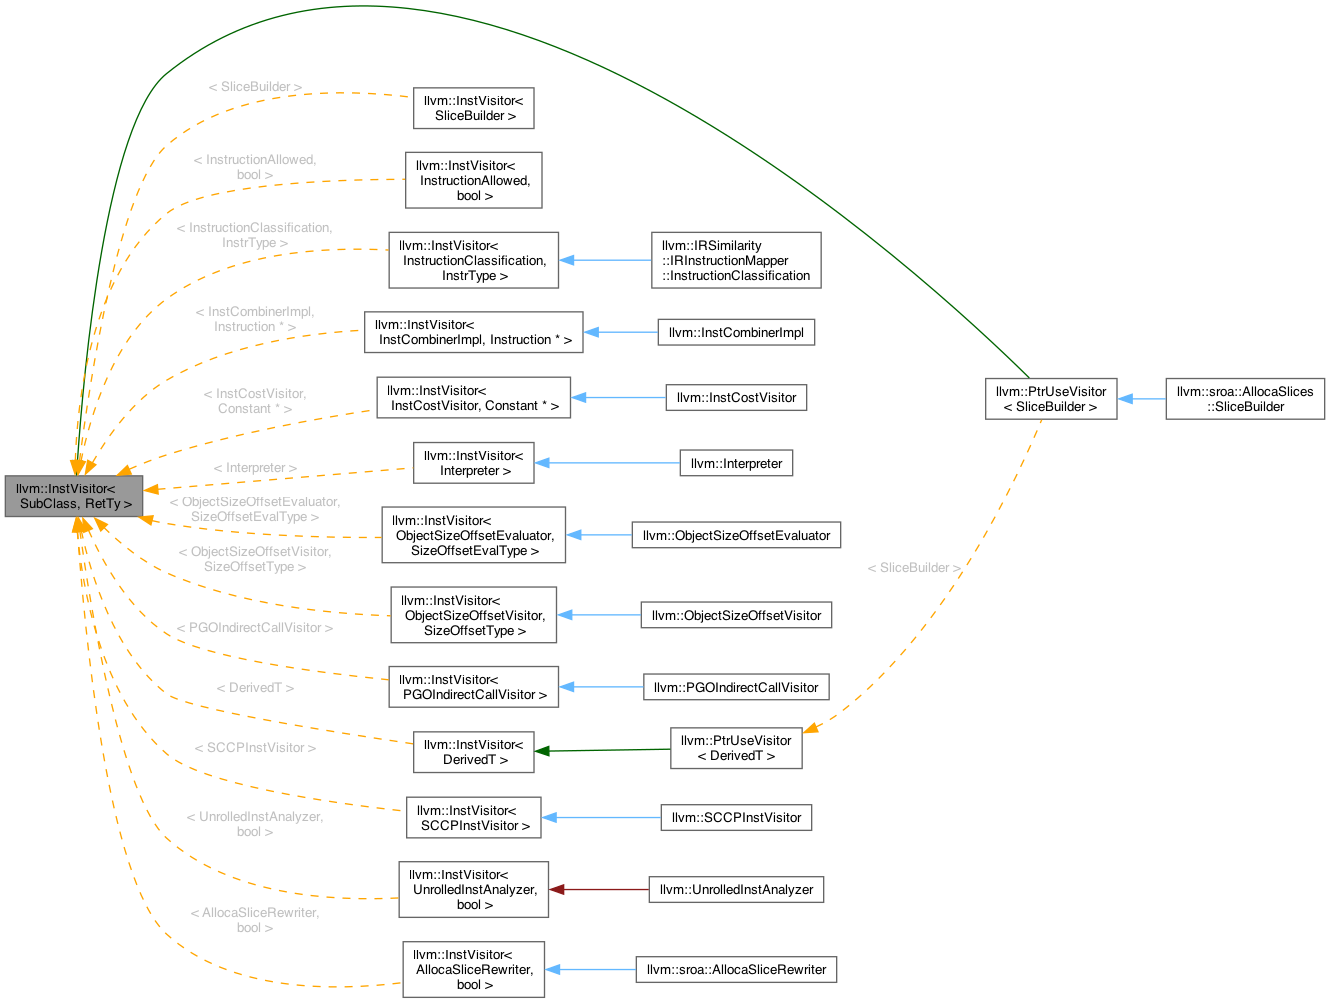 < SliceBuilder >
llvm::InstVisitor<
SliceBuilder >
< InstructionAllowed,
bool >
llvm::InstVisitor<
InstructionAllowed,
bool >
< InstructionClassification,
InstrType >
llvm::InstVisitor<
InstructionClassification,
InstrType >
llvm::IRSimilarity
::IRInstructionMapper
::InstructionClassification
< InstCombinerImpl,
Instruction * >
llvm::InstVisitor<
InstCombinerImpl, Instruction * >
llvm::InstCombinerImpl
< InstCostVisitor,
Constant * >
llvm::InstVisitor<
InstCostVisitor, Constant * >
llvm::InstCostVisitor
llvm::PtrUseVisitor
< SliceBuilder >
llvm::sroa::AllocaSlices
::SliceBuilder
< Interpreter >
llvm::InstVisitor<
Interpreter >
llvm::Interpreter
llvm::InstVisitor<
SubClass, RetTy >
< ObjectSizeOffsetEvaluator,
SizeOffsetEvalType >
llvm::InstVisitor<
ObjectSizeOffsetEvaluator,
SizeOffsetEvalType >
llvm::ObjectSizeOffsetEvaluator
< ObjectSizeOffsetVisitor,
SizeOffsetType >
< SliceBuilder >
llvm::InstVisitor<
ObjectSizeOffsetVisitor,
SizeOffsetType >
llvm::ObjectSizeOffsetVisitor
< PGOIndirectCallVisitor >
llvm::InstVisitor<
PGOIndirectCallVisitor >
llvm::PGOIndirectCallVisitor
< DerivedT >
llvm::InstVisitor<
DerivedT >
llvm::PtrUseVisitor
< DerivedT >
< SCCPInstVisitor >
llvm::InstVisitor<
SCCPInstVisitor >
llvm::SCCPInstVisitor
< UnrolledInstAnalyzer,
bool >
llvm::InstVisitor<
UnrolledInstAnalyzer,
bool >
llvm::UnrolledInstAnalyzer
< AllocaSliceRewriter,
bool >
llvm::InstVisitor<
AllocaSliceRewriter,
bool >
llvm::sroa::AllocaSliceRewriter